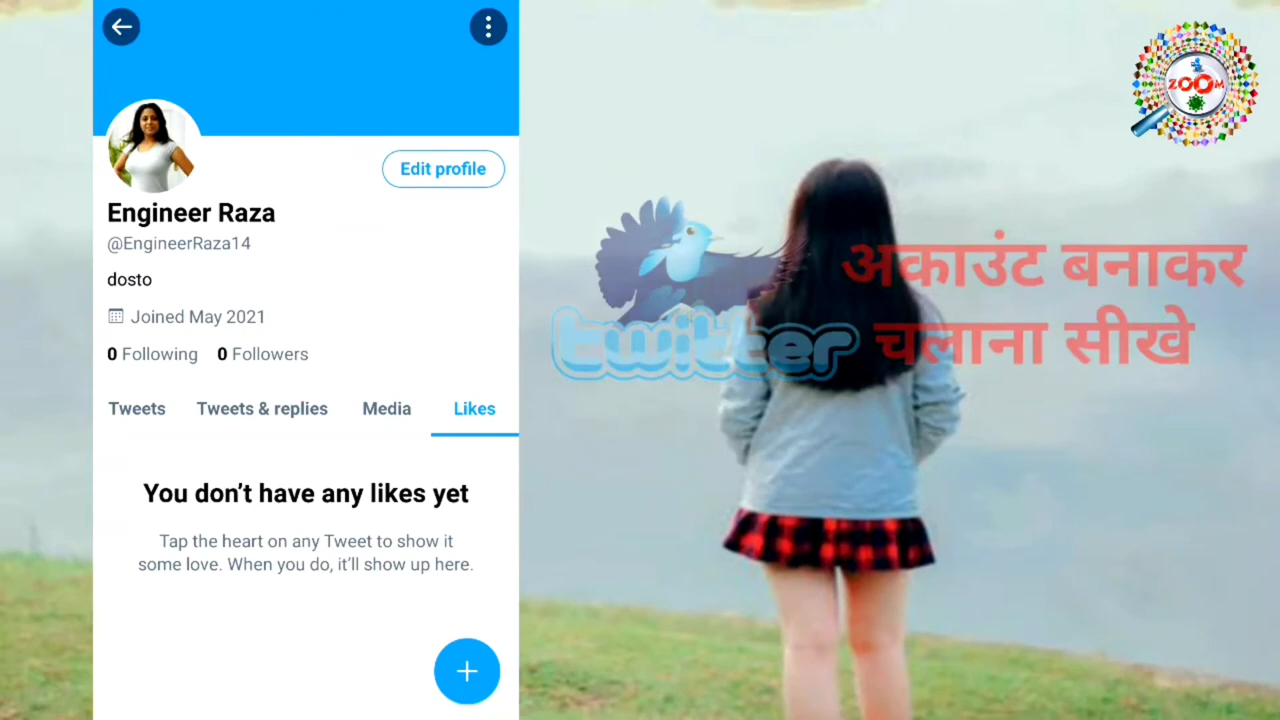 ZOOM
Edit profile
Engineer Raza
@EngineerRaza14
dosto
Joined May 2021
0 Following 0 Followers
Tweets Tweets & replies Media Likes
You don’t have any likes yet
Tap the heart on any Tweet to show it
some love. When you do, it’ll show up here.
twitter
अकाउंट बनाकर
चलाना सीखे